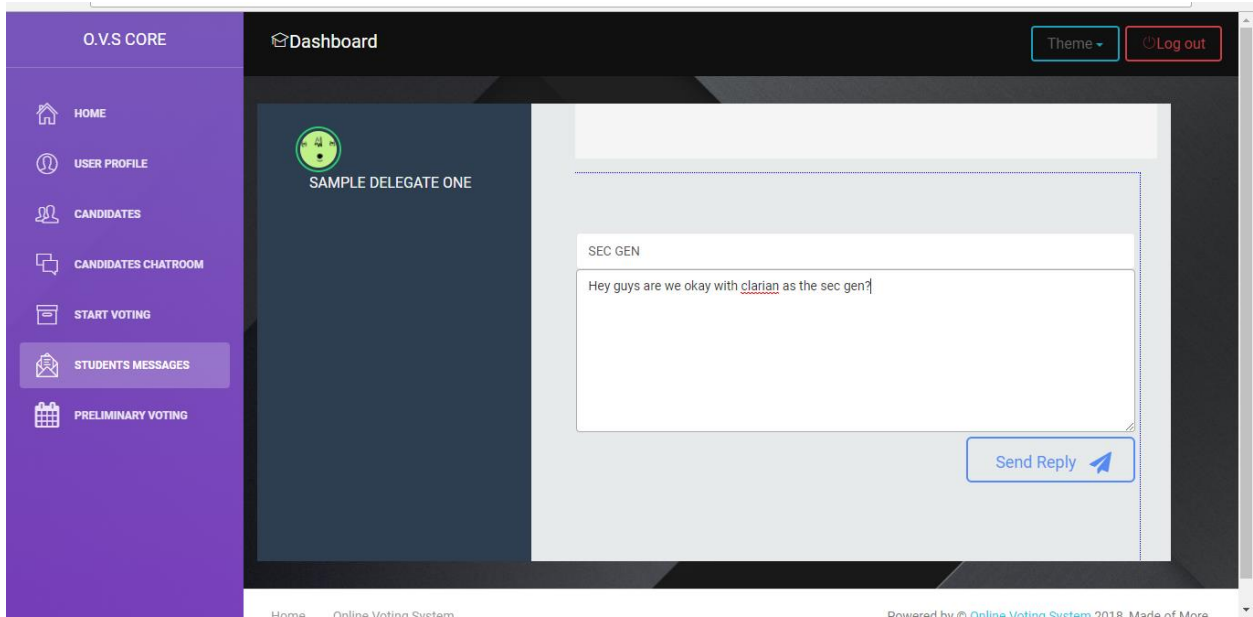 O.V.S CORE
Dashboard
Theme
Log out
HOME
USER PROFILE
CANDIDATES
CANDIDATES CHATROOM
START VOTING
STUDENTS MESSAGES
PRELIMINARY VOTING
SAMPLE DELEGATE ONE
SEC GEN
Hey guys are we okay with clarian as the sec gen?
Send Reply
Home Online Voting System
Powered by © Online Voting System 2018, Made of More